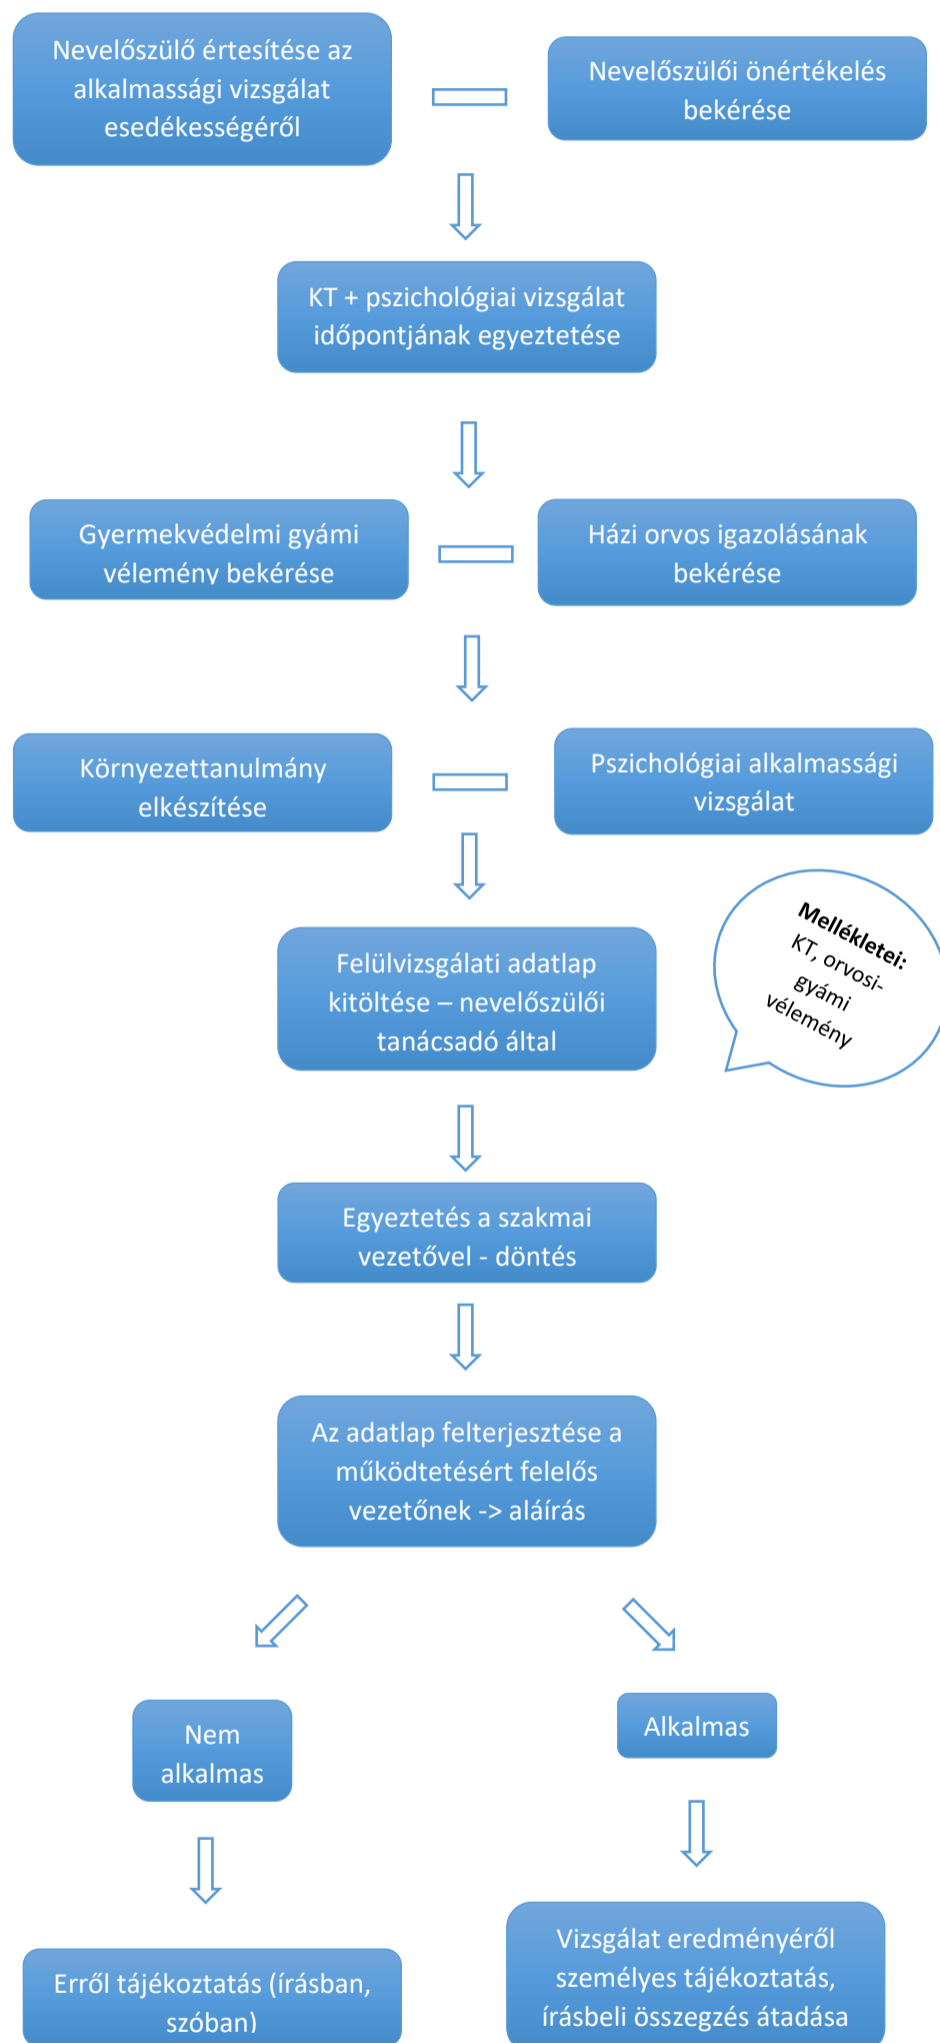 Nevelőszülő értesítése az
alkalmassági vizsgálat
esedékességéről
Nevelőszülői önértékelés
bekérése
KT + pszichológiai vizsgálat
időpontjának egyeztetése
Gyermekvédelmi gyámi
vélemény bekérése
Házi orvos igazolásának
bekérése
Környezettanulmány
elkészítése
Pszichológiai alkalmassági
vizsgálat
Mellékletei:
KT, orvosi-
gyámi
vélemény
Felülvizsgálati adatlap
kitöltése – nevelőszülői
tanácsadó által
Egyeztetés a szakmai
vezetővel - döntés
Az adatlap felterjesztése a
működtetésért felelős
vezetőnek -> aláírás
Nem
alkalmas
Alkalmas
Erről tájékoztatás (írásban,
szóban)
Vizsgálat eredményéről
személyes tájékoztatás,
írásbeli összegzés átadása